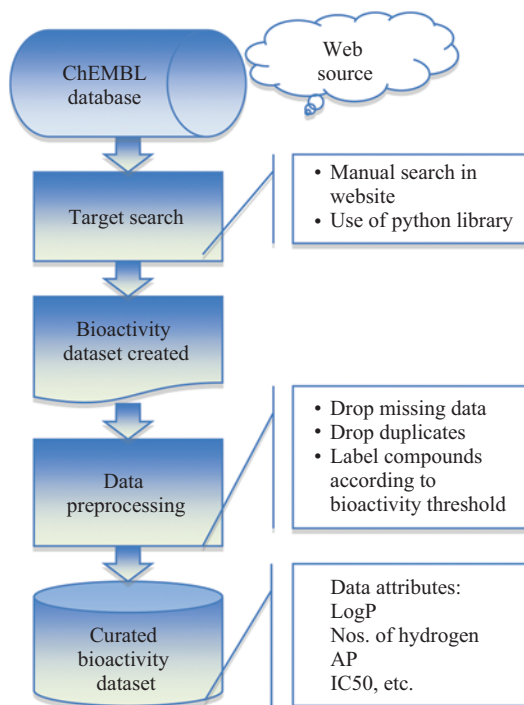 ChEMBL
database
Web
source
Target search
• Manual search in
website
• Use of python library
Bioactivity
dataset created
Data
preprocessing
• Drop missing data
• Drop duplicates
• Label compounds
according to
bioactivity threshold
Curated
bioactivity
dataset
Data attributes:
LogP
Nos. of hydrogen
AP
IC50, etc.